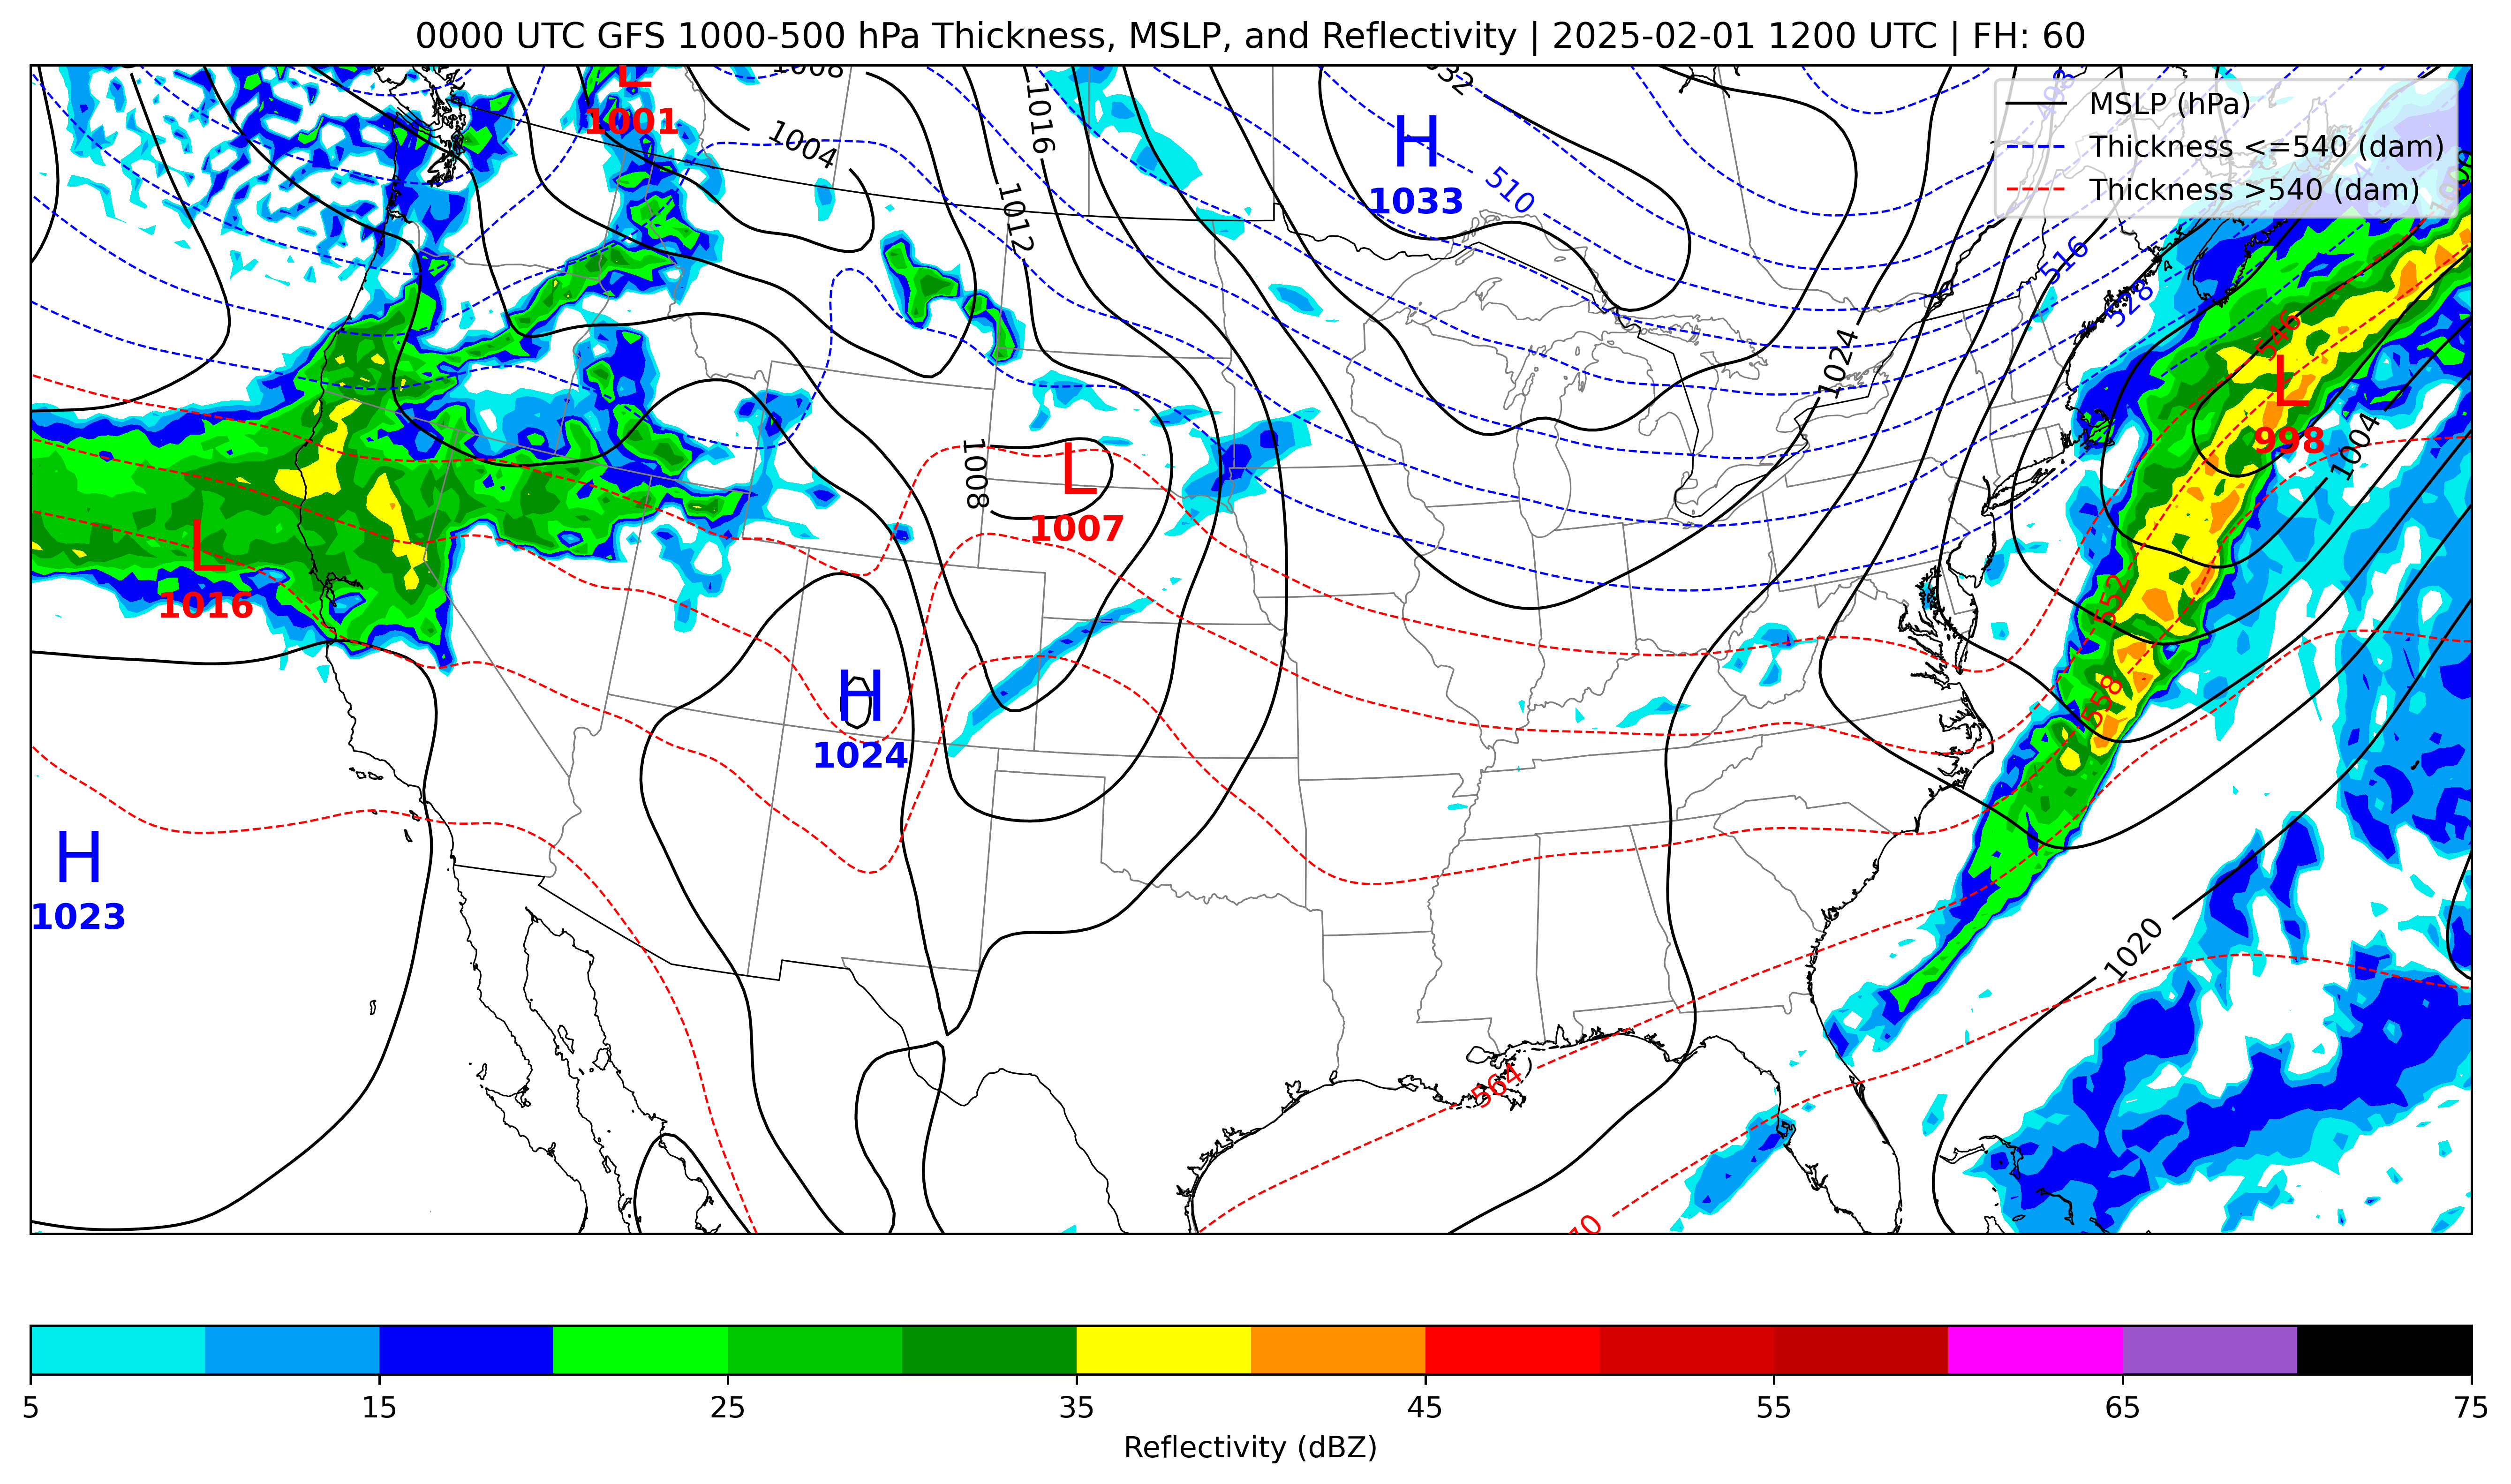 0000 UTC GFS 1000-500 hPa Thickness, MSLP, and Reflectivity | 2025-02-01 1200 UTC | FH: 60
MSLP (hPa)
Thickness <=540 (dam)
Thickness >540 (dam)
L
1001
1008
1004
1016
1012
H
1033
510
498
516
528
546
L
998
1004
1024
1008
L
1007
L
1016
552
558
H
1024
H
1023
1020
564
5 15 25 35 45 55 65 75
Reflectivity (dBZ)